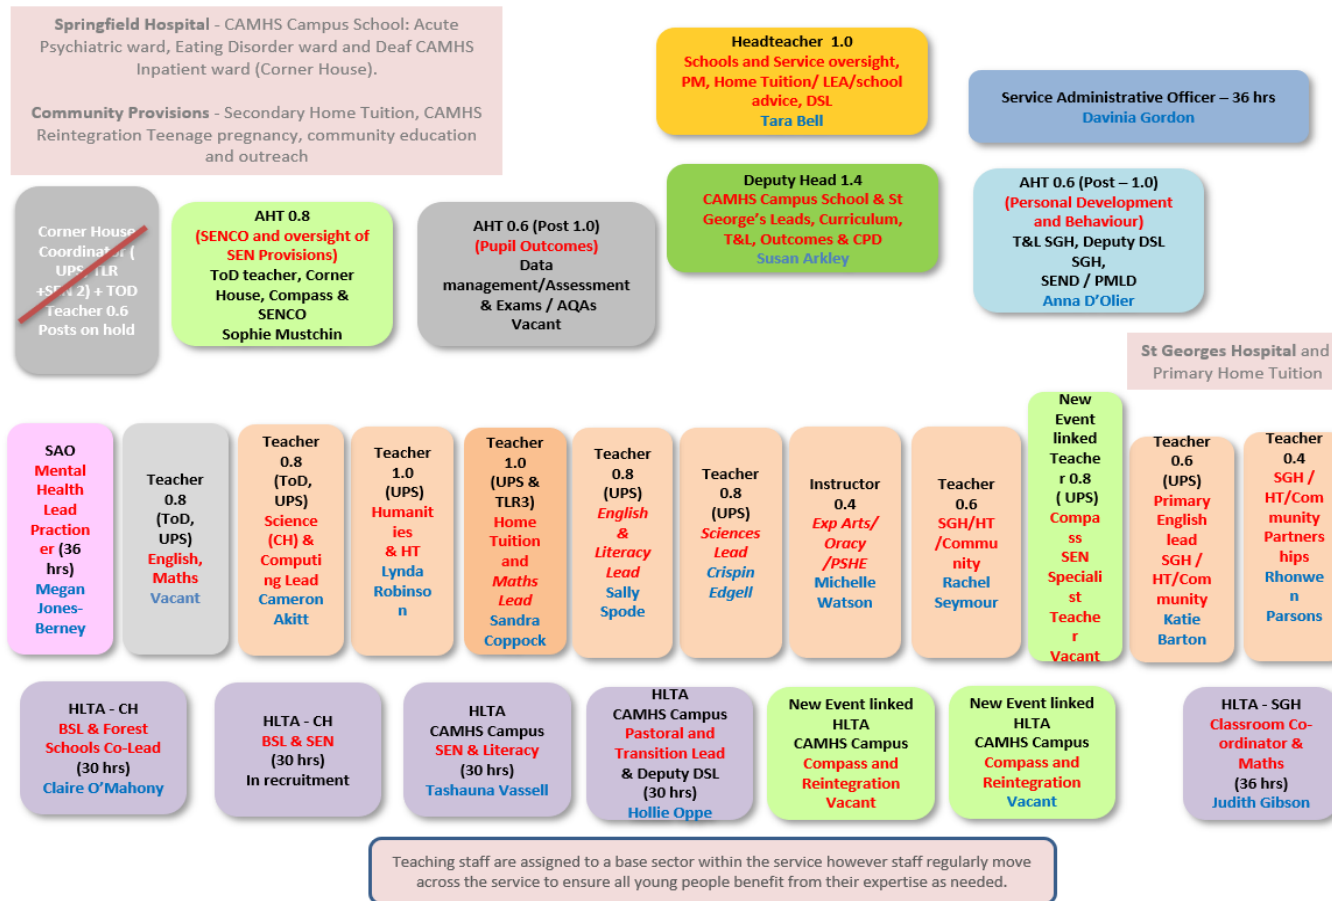 Springfield Hospital - CAMHS Campus School: Acute
Psychiatric ward, Eating Disorder ward and Deaf CAMHS
Inpatient ward (Corner House).
Community Provisions - Secondary Home Tuition, CAMHS
Reintegration Teenage pregnancy, community education
and outreach
Headteacher 1.0
Schools and Service oversight,
PM, Home Tuition/ LEA/school
advice, DSL
Tara Bell
Service Administrative Officer – 36 hrs
Davinia Gordon
Corner House
Coordinator (
UPS, TLR
+SEN 2) + TOD
Teacher 0.6
Posts on hold
AHT 0.8
(SENCO and oversight of
SEN Provisions)
ToD teacher, Corner
House, Compass &
SENCO
Sophie Mustchin
AHT 0.6 (Post 1.0)
(Pupil Outcomes)
Data
management/Assessment
& Exams / AQAs
Vacant
Deputy Head 1.4
CAMHS Campus School & St
George's Leads, Curriculum,
T&L, Outcomes & CPD
Susan Arkley
AHT 0.6 (Post – 1.0)
(Personal Development
and Behaviour)
T&L SGH, Deputy DSL
SGH,
SEND / PMLD
Anna D'Olier
St Georges Hospital and
Primary Home Tuition
SAO
Mental
Health
Lead
Praction
er (36
hrs)
Megan
Jones-
Berney
Teacher
0.8
(ToD,
UPS)
English,
Maths
Vacant
Teacher
0.8
(ToD,
UPS)
Science
(CH) &
Computi
ng Lead
Cameron
Akitt
Teacher
1.0
(UPS)
Humanit
ies
& HT
Lynda
Robinso
n
Teacher
1.0
(UPS &
TLR3)
Home
Tuition
and
Maths
Lead
Sandra
Coppock
Teacher
0.8
(UPS)
English
&
Literacy
Lead
Sally
Spode
Teacher
0.8
(UPS)
Sciences
Lead
Crispin
Edgell
Instructor
0.4
Exp Arts/
Oracy
/PSHE
Michelle
Watson
Teacher
0.6
SGH/HT
/Commu
nity
Rachel
Seymour
New
Event
linked
Teache
r 0.8
( UPS)
Compa
ss
SEN
Speciali
st
Teache
r
Vacant
Teacher
0.6
(UPS)
Primary
English
lead
SGH /
HT/Com
munity
Katie
Barton
Teacher
0.4
SGH /
HT/Com
munity
Partners
hips
Rhonwe
n
Parsons
HLTA - CH
BSL & Forest
Schools Co-Lead
(30 hrs)
Claire O'Mahony
HLTA - CH
BSL & SEN
(30 hrs)
In recruitment
HLTA
CAMHS Campus
SEN & Literacy
(30 hrs)
Tashauna Vassell
HLTA
CAMHS Campus
Pastoral and
Transition Lead
& Deputy DSL
(30 hrs)
Hollie Oppe
New Event linked
HLTA
CAMHS Campus
Compass and
Reintegration
Vacant
New Event linked
HLTA
CAMHS Campus
Compass and
Reintegration
Vacant
HLTA - SGH
Classroom Co-
ordinator &
Maths
(36 hrs)
Judith Gibson
Teaching staff are assigned to a base sector within the service however staff regularly move
across the service to ensure all young people benefit from their expertise as needed.